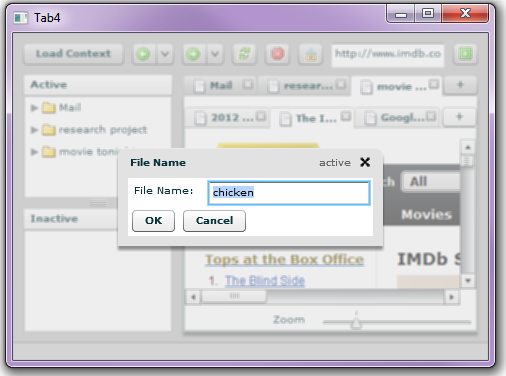 Tab4
Load Context
http://www.imdb.co
Active
Mail
research project
movie toni
Inactive
Mail
resear...
movie ...
+
2012 ...
The I...
Googl...
+
File Name
active
File Name:
chicken
OK
Cancel
ch
All
Movies
Tops at the Box Office
IMDb S
1. The Blind Side
Zoom